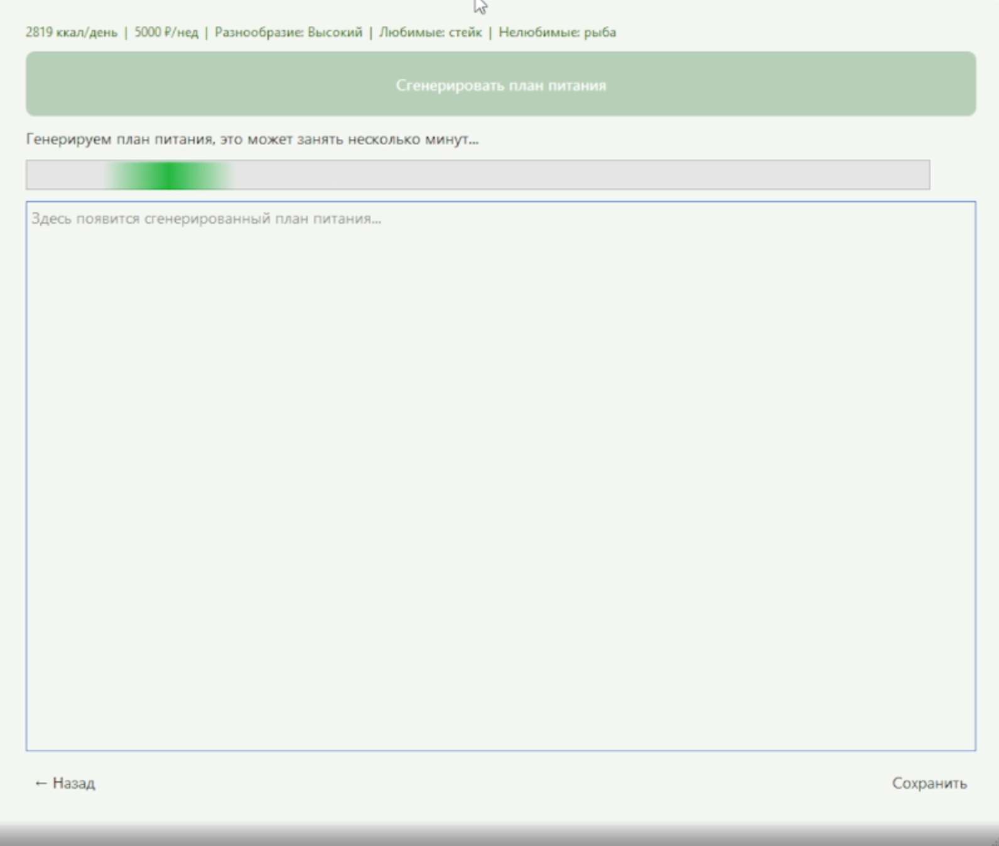 2819 ккал/день | 5000 ₽/нед | Разнообразие: Высокий | Любимые: стейк | Нелюбимые: рыба
Сгенерировать план питания
Генерируем план питания, это может занять несколько минут...
Здесь появится сгенерированный план питания...
← Назад
Сохранить